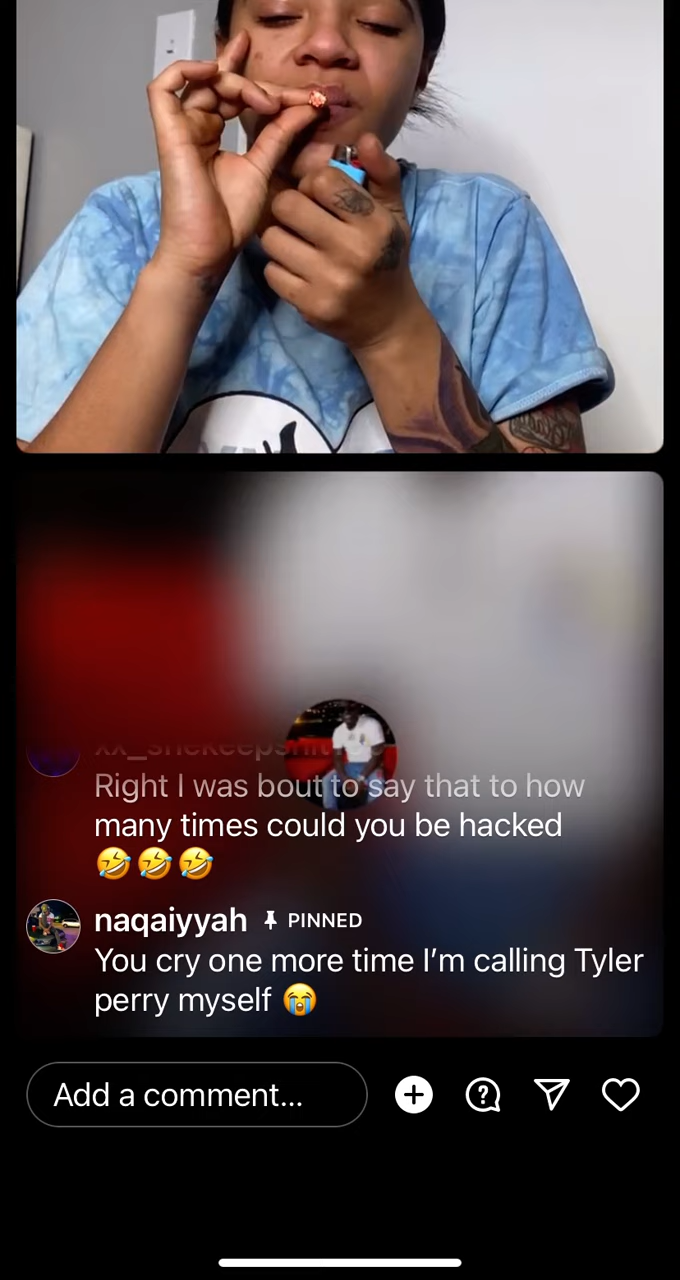 Right I was bout to say that to how
many times could you be hacked
🤣🤣🤣
naqaiyyah PINNED
You cry one more time I’m calling Tyler
perry myself 😭
Add a comment...